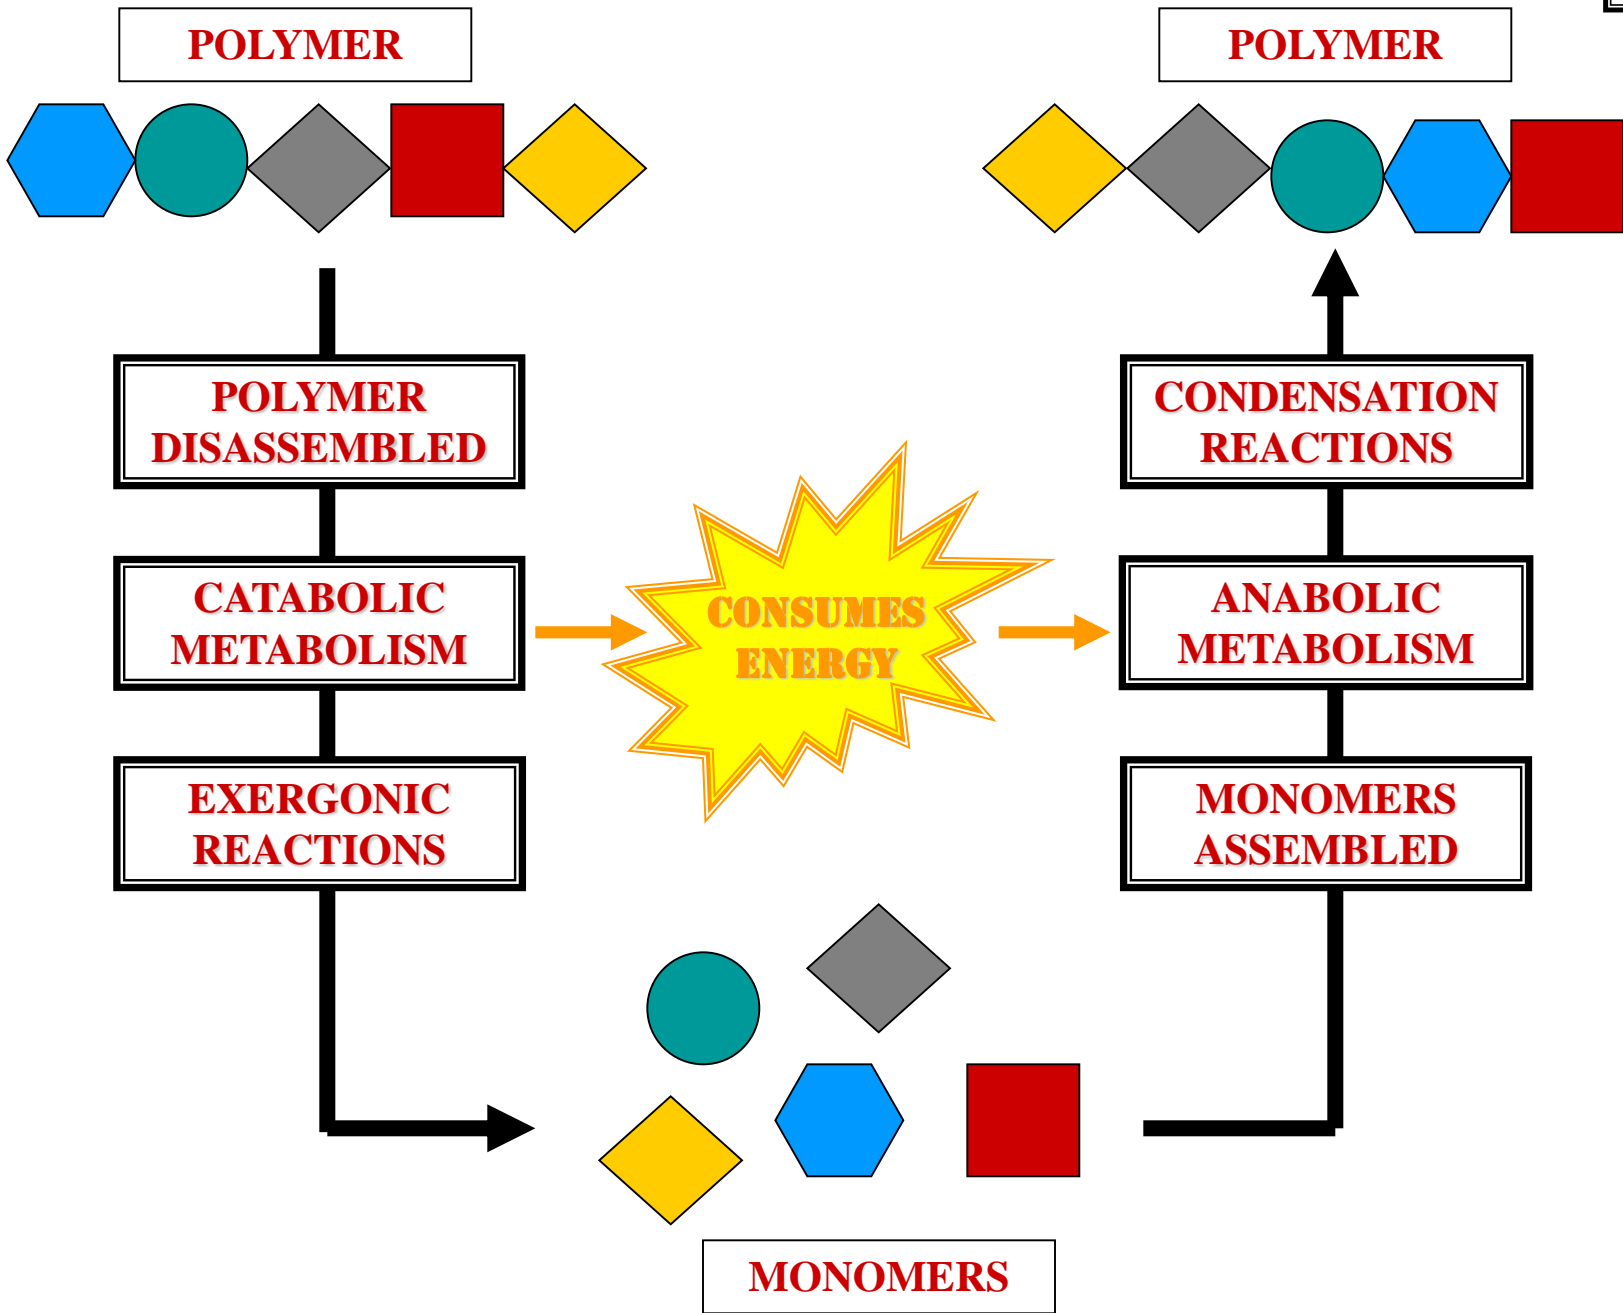 POLYMER
POLYMER
POLYMER
DISASSEMBLED
CONDENSATION
REACTIONS
CATABOLIC
METABOLISM
CONSUMES
ENERGY
ANABOLIC
METABOLISM
EXERGONIC
REACTIONS
MONOMERS
ASSEMBLED
MONOMERS